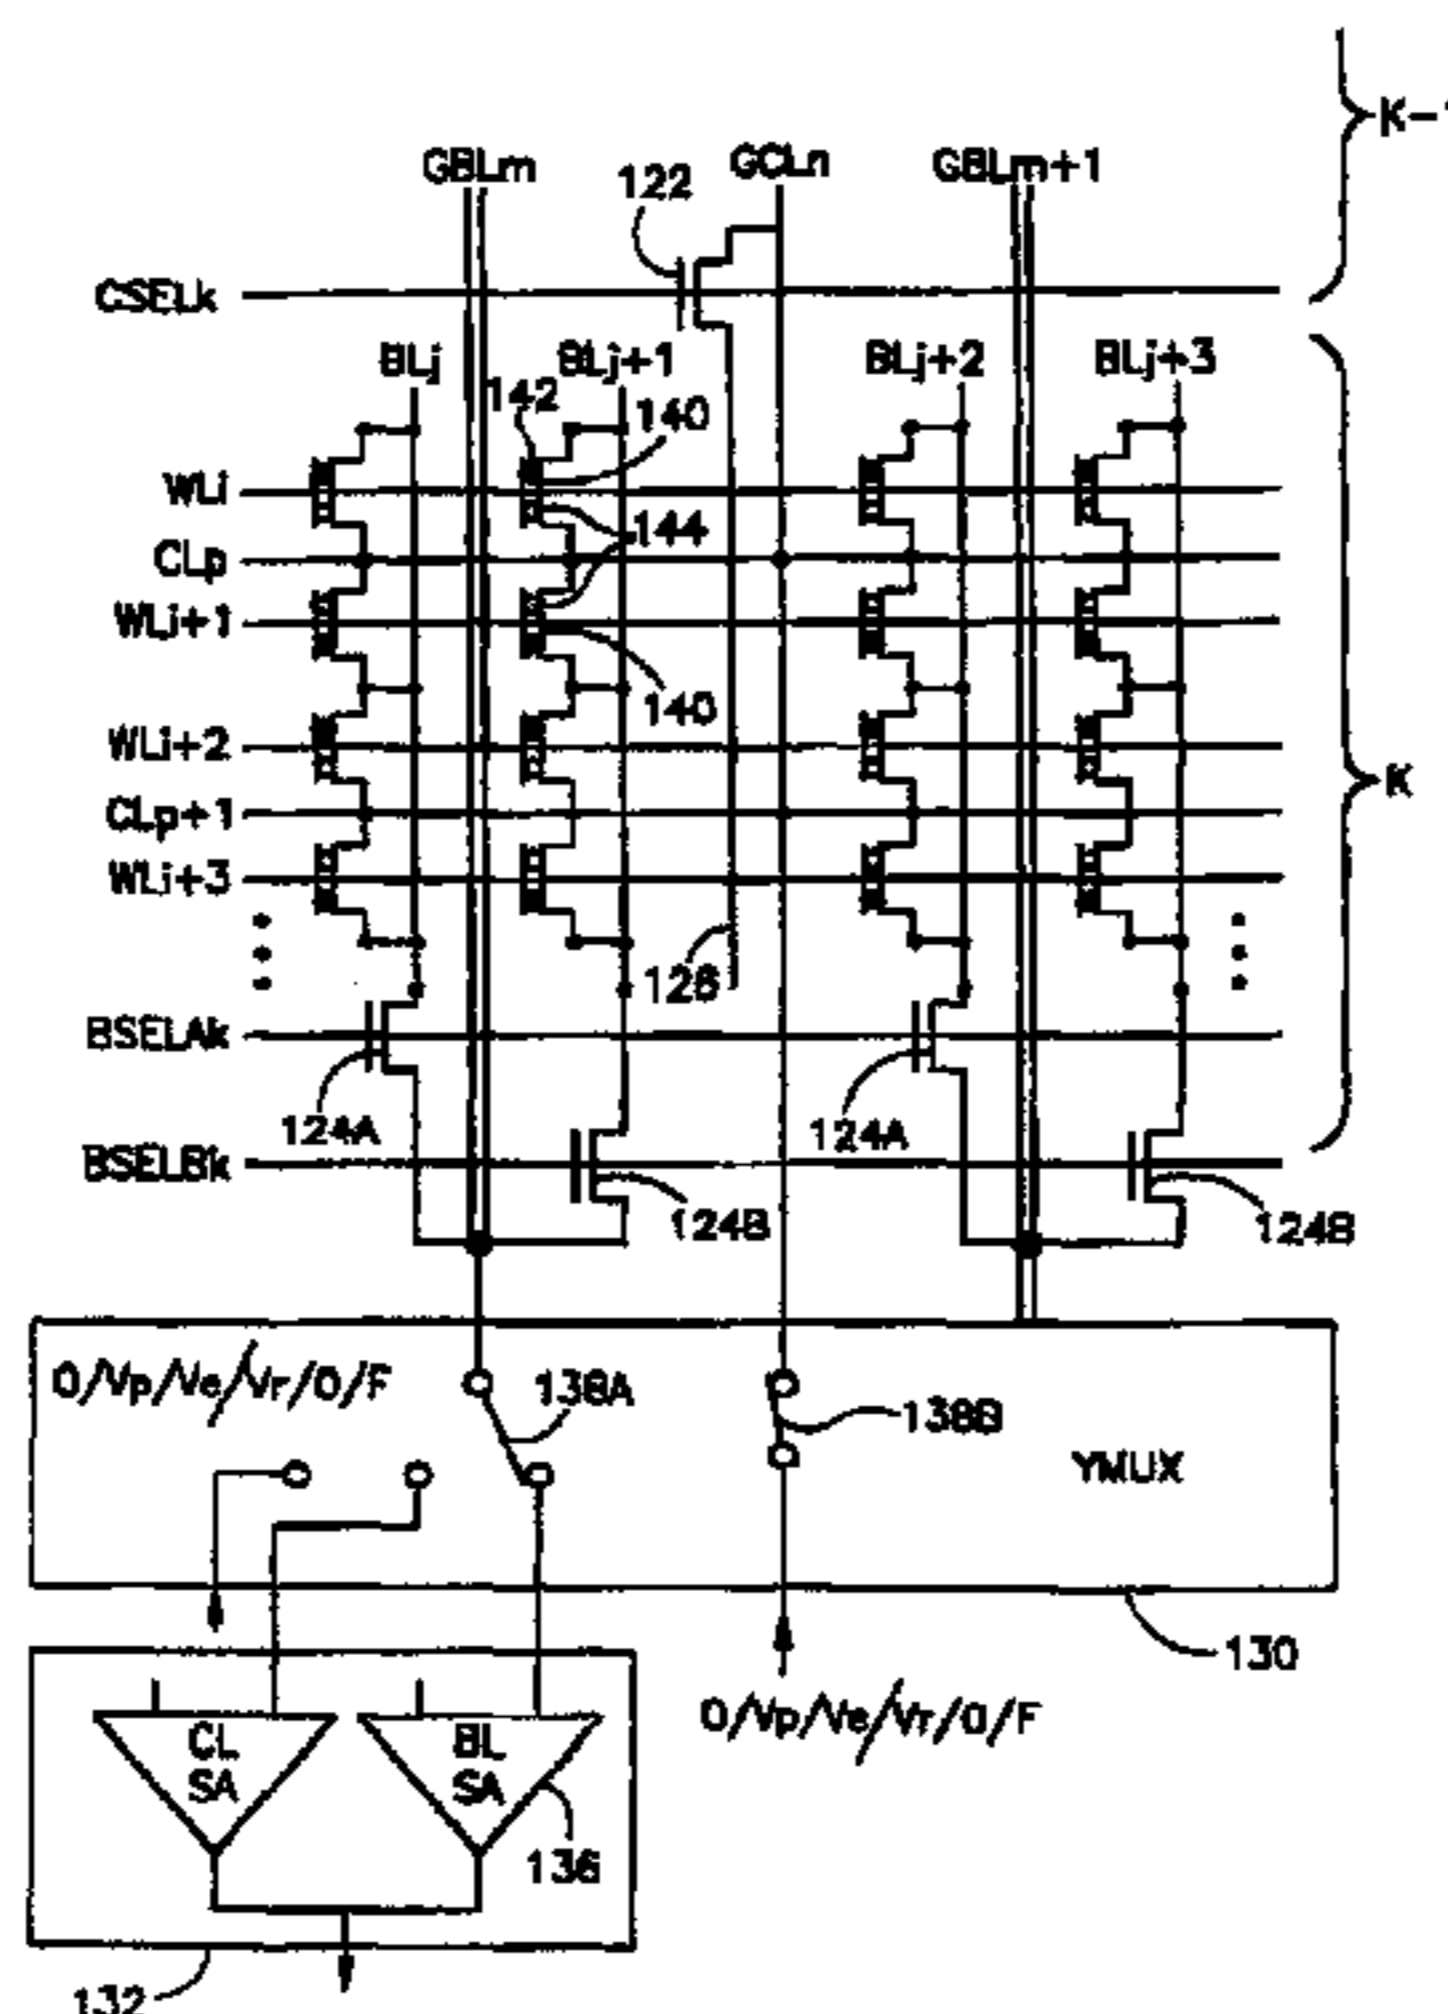 K-1
GBLm
122
GCLn
GBLm+1
CSELk
BLj
BLj+1
BLj+2
BLj+3
142
140
WLi
144
CLp
WLi+1
140
WLi+2
K
CLp+1
WLi+3
126
BSELAk
124A
124A
BSELBk
124B
124B
0/Vp/Ve/Vr/0/F
138A
138B
YMUX
130
0/Vp/Ve/Vr/0/F
CL
SA
BL
SA
136
132